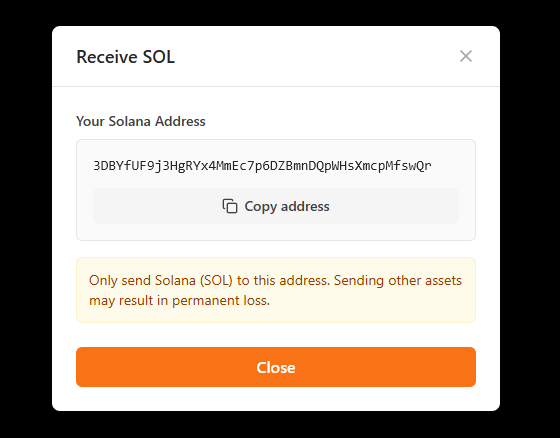 Receive SOL
Your Solana Address
3DBYfUF9j3HgRYx4MmEc7p6DZBmnDQpWHsXmcpMfswQr
Copy address
Only send Solana (SOL) to this address. Sending other assets
may result in permanent loss.
Close